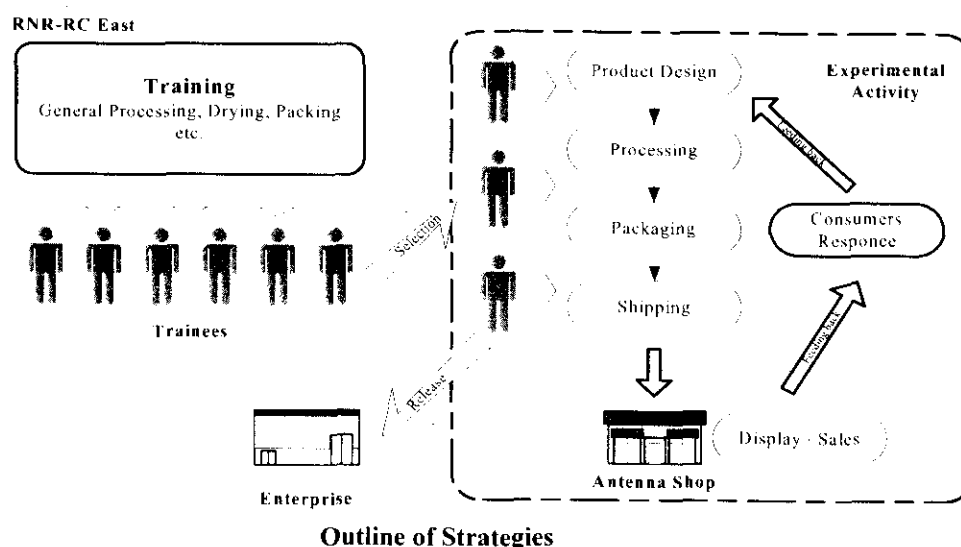 RNR-RC East
Training
General Processing, Drying, Packing
etc.
Trainees
Selection
Release
Enterprise
Product Design
Processing
Packaging
Shipping
Experimental
Activity
Feeding back
Consumers
Responce
Feeding back
Display · Sales
Antenna Shop
Outline of Strategies